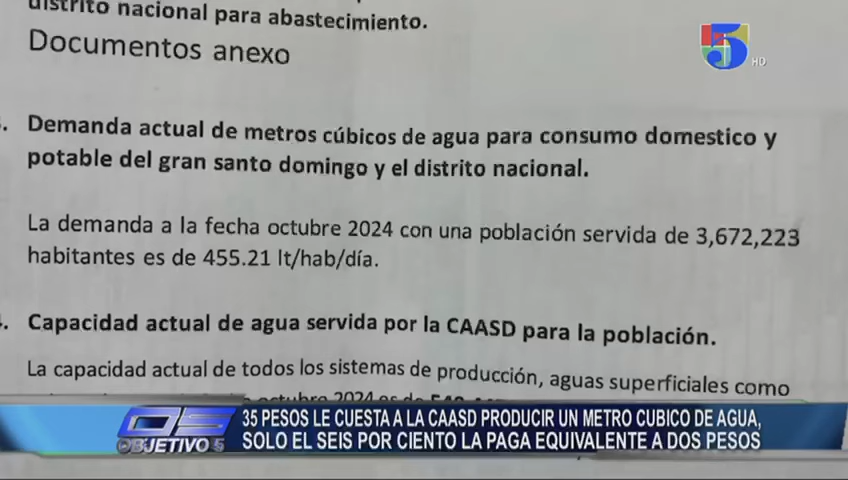 distrito nacional para abastecimiento.
Documentos anexo
5
HD
. Demanda actual de metros cúbicos de agua para consumo domestico y
potable del gran santo domingo y el distrito nacional.
La demanda a la fecha octubre 2024 con una población servida de 3,672,223
habitantes es de 455.21 lt/hab/día.
. Capacidad actual de agua servida por la CAASD para la población.
La capacidad actual de todos los sistemas de producción, aguas superficiales como
octubre 2024 es de
O5
OBJETIVO 5
35 PESOS LE CUESTA A LA CAASD PRODUCIR UN METRO CUBICO DE AGUA,
SOLO EL SEIS POR CIENTO LA PAGA EQUIVALENTE A DOS PESOS